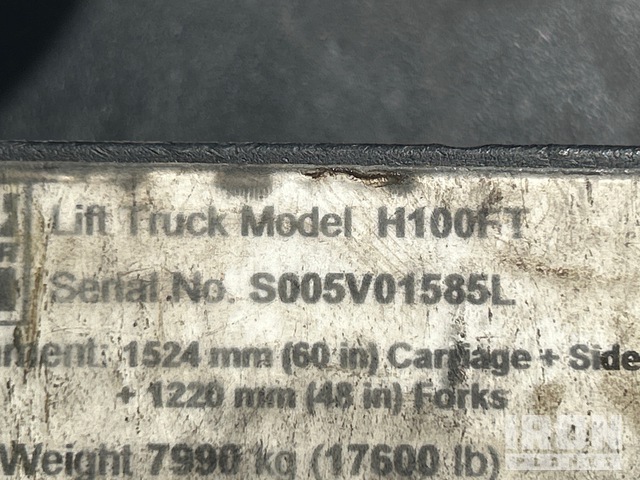 R
Lift Truck Model H100FT
Serial No. S005V01585L
ment: 1524 mm (60 in) Carriage + Side
+ 1220 mm (48 in) Forks
Weight 7990 kg (17600 lb)
IRON